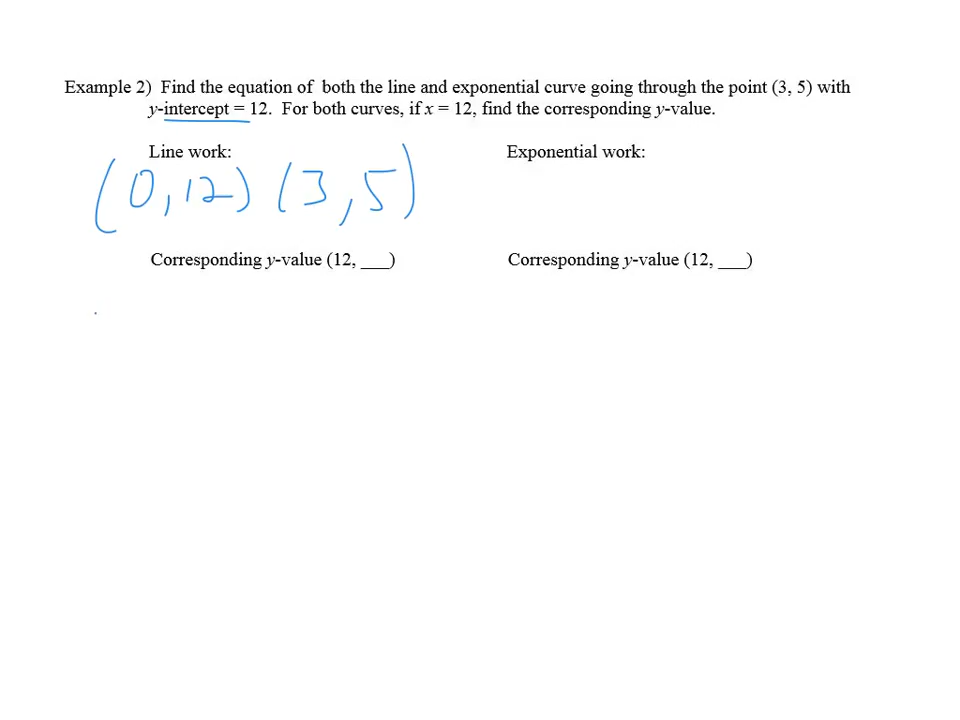 Example 2) Find the equation of both the line and exponential curve going through the point (3, 5) with
y-intercept = 12. For both curves, if x = 12, find the corresponding y-value.
Line work:
Exponential work:
(0,12) (3,5)
Corresponding y-value (12, ___)
Corresponding y-value (12, ___)